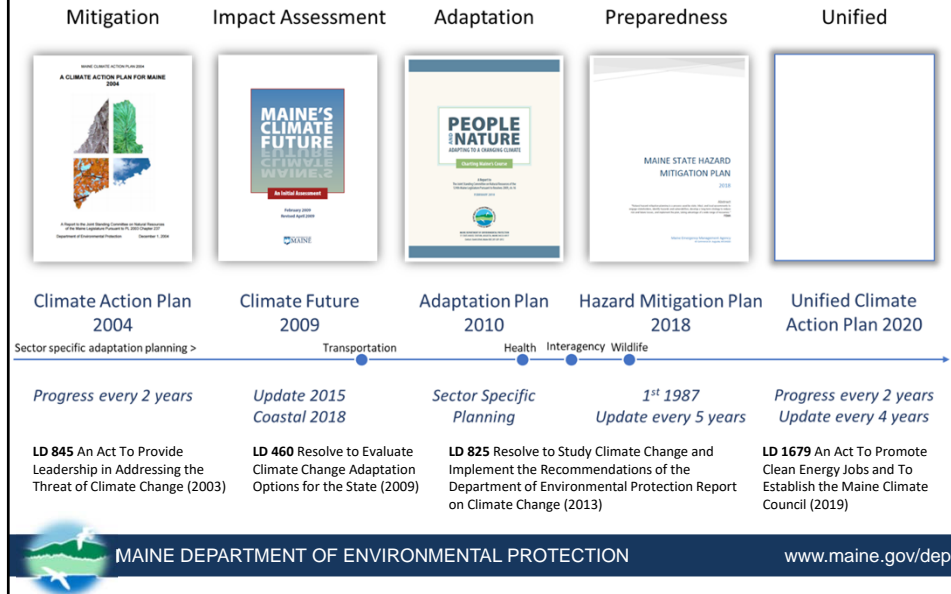 Mitigation
Impact Assessment
Adaptation
Preparedness
Unified
MAINE CLIMATE ACTION PLAN 2004
A CLIMATE ACTION PLAN FOR MAINE
2004
A Report to the Joint Standing Committee on Natural Resources
of the Maine Legislature Pursuant to PL 2003 Chapter 237
Department of Environmental Protection December 1, 2004
MAINE'S
CLIMATE
FUTURE
An Initial Assessment
February 2009
Revised April 2009
MAINE
PEOPLE
AND NATURE
ADAPTING TO A CHANGING CLIMATE
Charting Maine's Course
A Report to
FEBRUARY 2010
MAINE STATE HAZARD
MITIGATION PLAN
2018
Abstract
Maine Emergency Management Agency
Climate Action Plan
2004
Climate Future
2009
Adaptation Plan
2010
Hazard Mitigation Plan
2018
Unified Climate
Action Plan 2020
Sector specific adaptation planning >
Transportation
Health
Interagency
Wildlife
Progress every 2 years
Update 2015
Coastal 2018
Sector Specific
Planning
1st 1987
Update every 5 years
Progress every 2 years
Update every 4 years
LD 845 An Act To Provide
Leadership in Addressing the
Threat of Climate Change (2003)
LD 460 Resolve to Evaluate
Climate Change Adaptation
Options for the State (2009)
LD 825 Resolve to Study Climate Change and
Implement the Recommendations of the
Department of Environmental Protection Report
on Climate Change (2013)
LD 1679 An Act To Promote
Clean Energy Jobs and To
Establish the Maine Climate
Council (2019)
MAINE DEPARTMENT OF ENVIRONMENTAL PROTECTION
www.maine.gov/dep